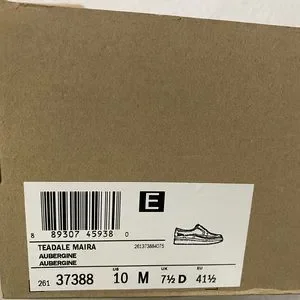 E
8 89307 45938 0
TEADALE MAIRA
261373884075
AUBERGINE
AUBERGINE
US UK EU
261 37388 10 M 7½ D 41½